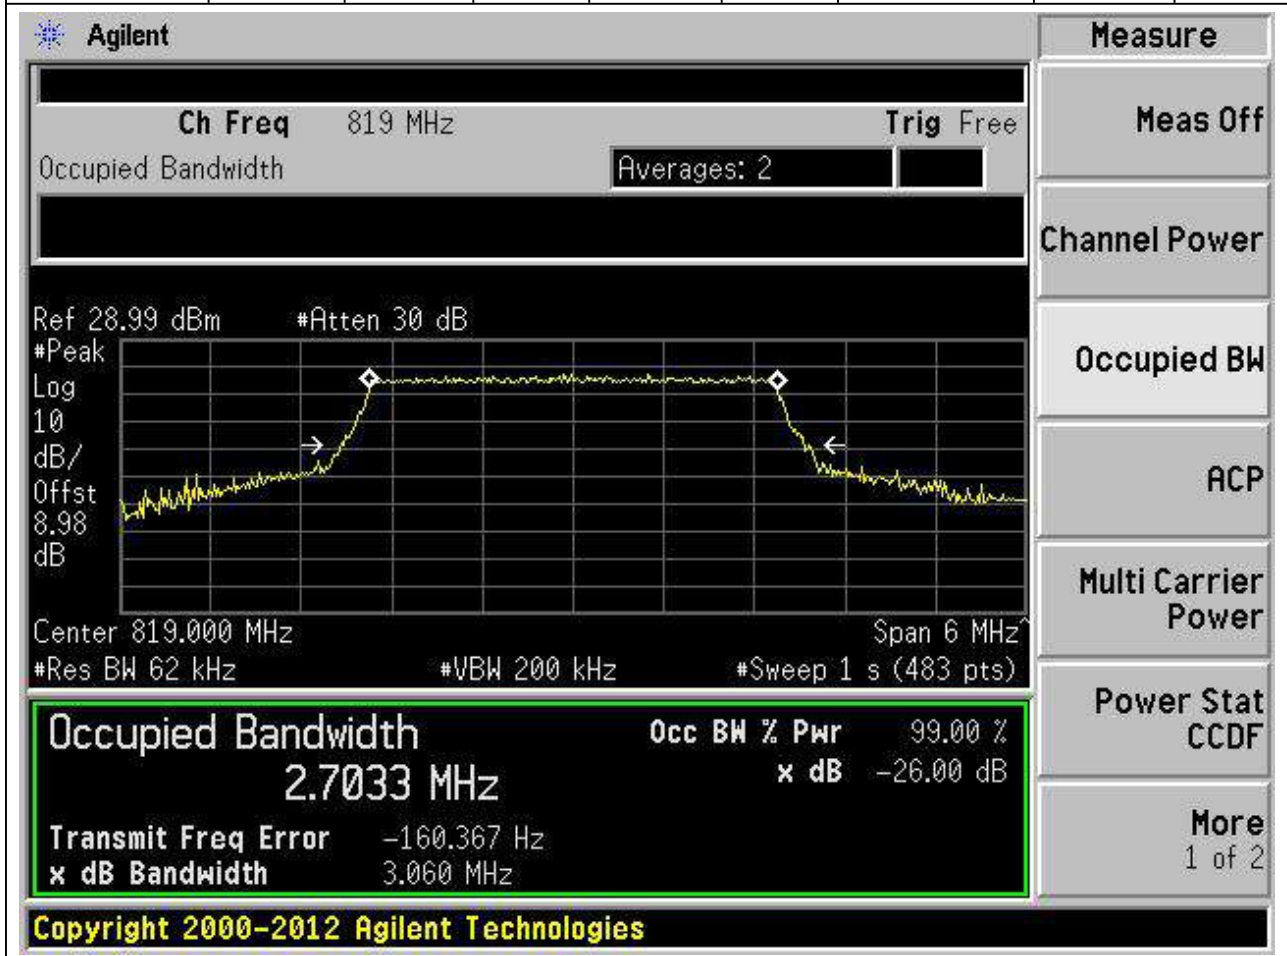 Agilent
Measure
Ch Freq 819 MHz Trig Free
Occupied Bandwidth Averages: 2
Meas Off
Channel Power
Occupied BW
ACP
Multi Carrier
Power
Power Stat
CCDF
More
1 of 2
Ref 28.99 dBm #Atten 30 dB
#Peak
Log
10
dB/
Offst
8.98
dB
Center 819.000 MHz Span 6 MHz^
#Res BW 62 kHz #VBW 200 kHz #Sweep 1 s (483 pts)
Occupied Bandwidth Occ BW % Pwr 99.00 %
2.7033 MHz x dB -26.00 dB
Transmit Freq Error -160.367 Hz
x dB Bandwidth 3.060 MHz
Copyright 2000-2012 Agilent Technologies